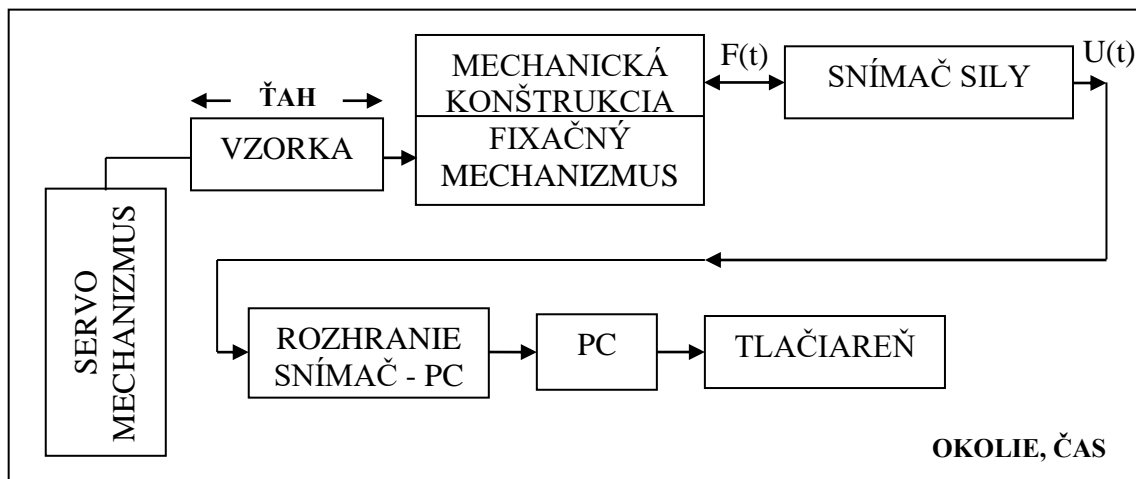 MECHANICKÁ
KONŠTRUKCIA
FIXAČNÝ
MECHANIZMUS
F(t)
SNÍMAČ SILY
U(t)
ŤAH
VZORKA
SERVO
MECHANIZMUS
ROZHRANIE
SNÍMAČ - PC
PC
TLAČIAREŇ
OKOLIE, ČAS